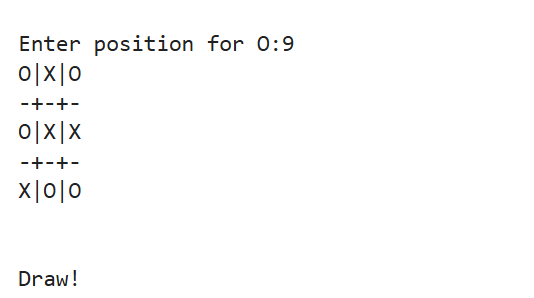 Enter position for O:9
O|X|O
-+-+-
O|X|X
-+-+-
X|O|O
Draw!